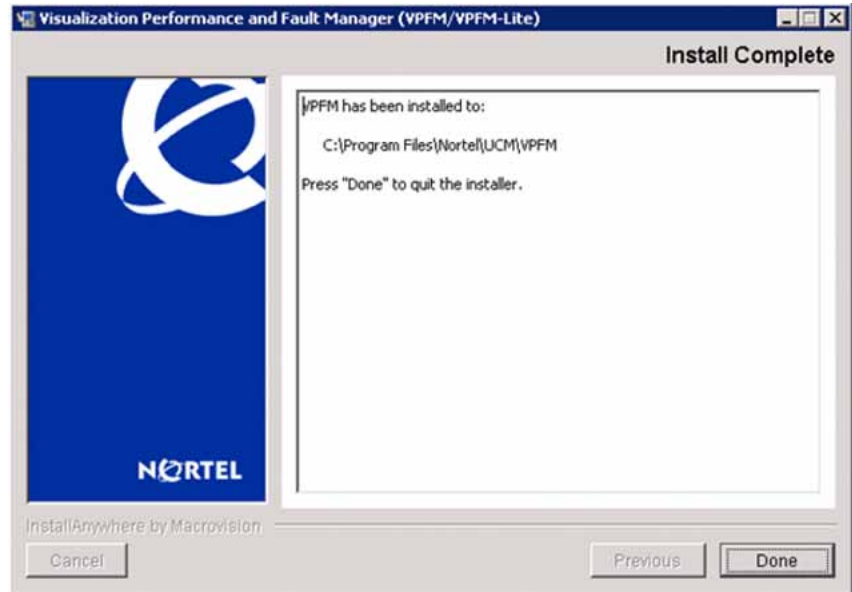 Visualization Performance and Fault Manager (VPFM/VPFM-Lite)
Install Complete
VPFM has been installed to:
C:\Program Files\Nortel\UCM\VPFM
Press "Done" to quit the installer.
NORTEL
InstallAnywhere by Macrovision
Cancel
Previous
Done